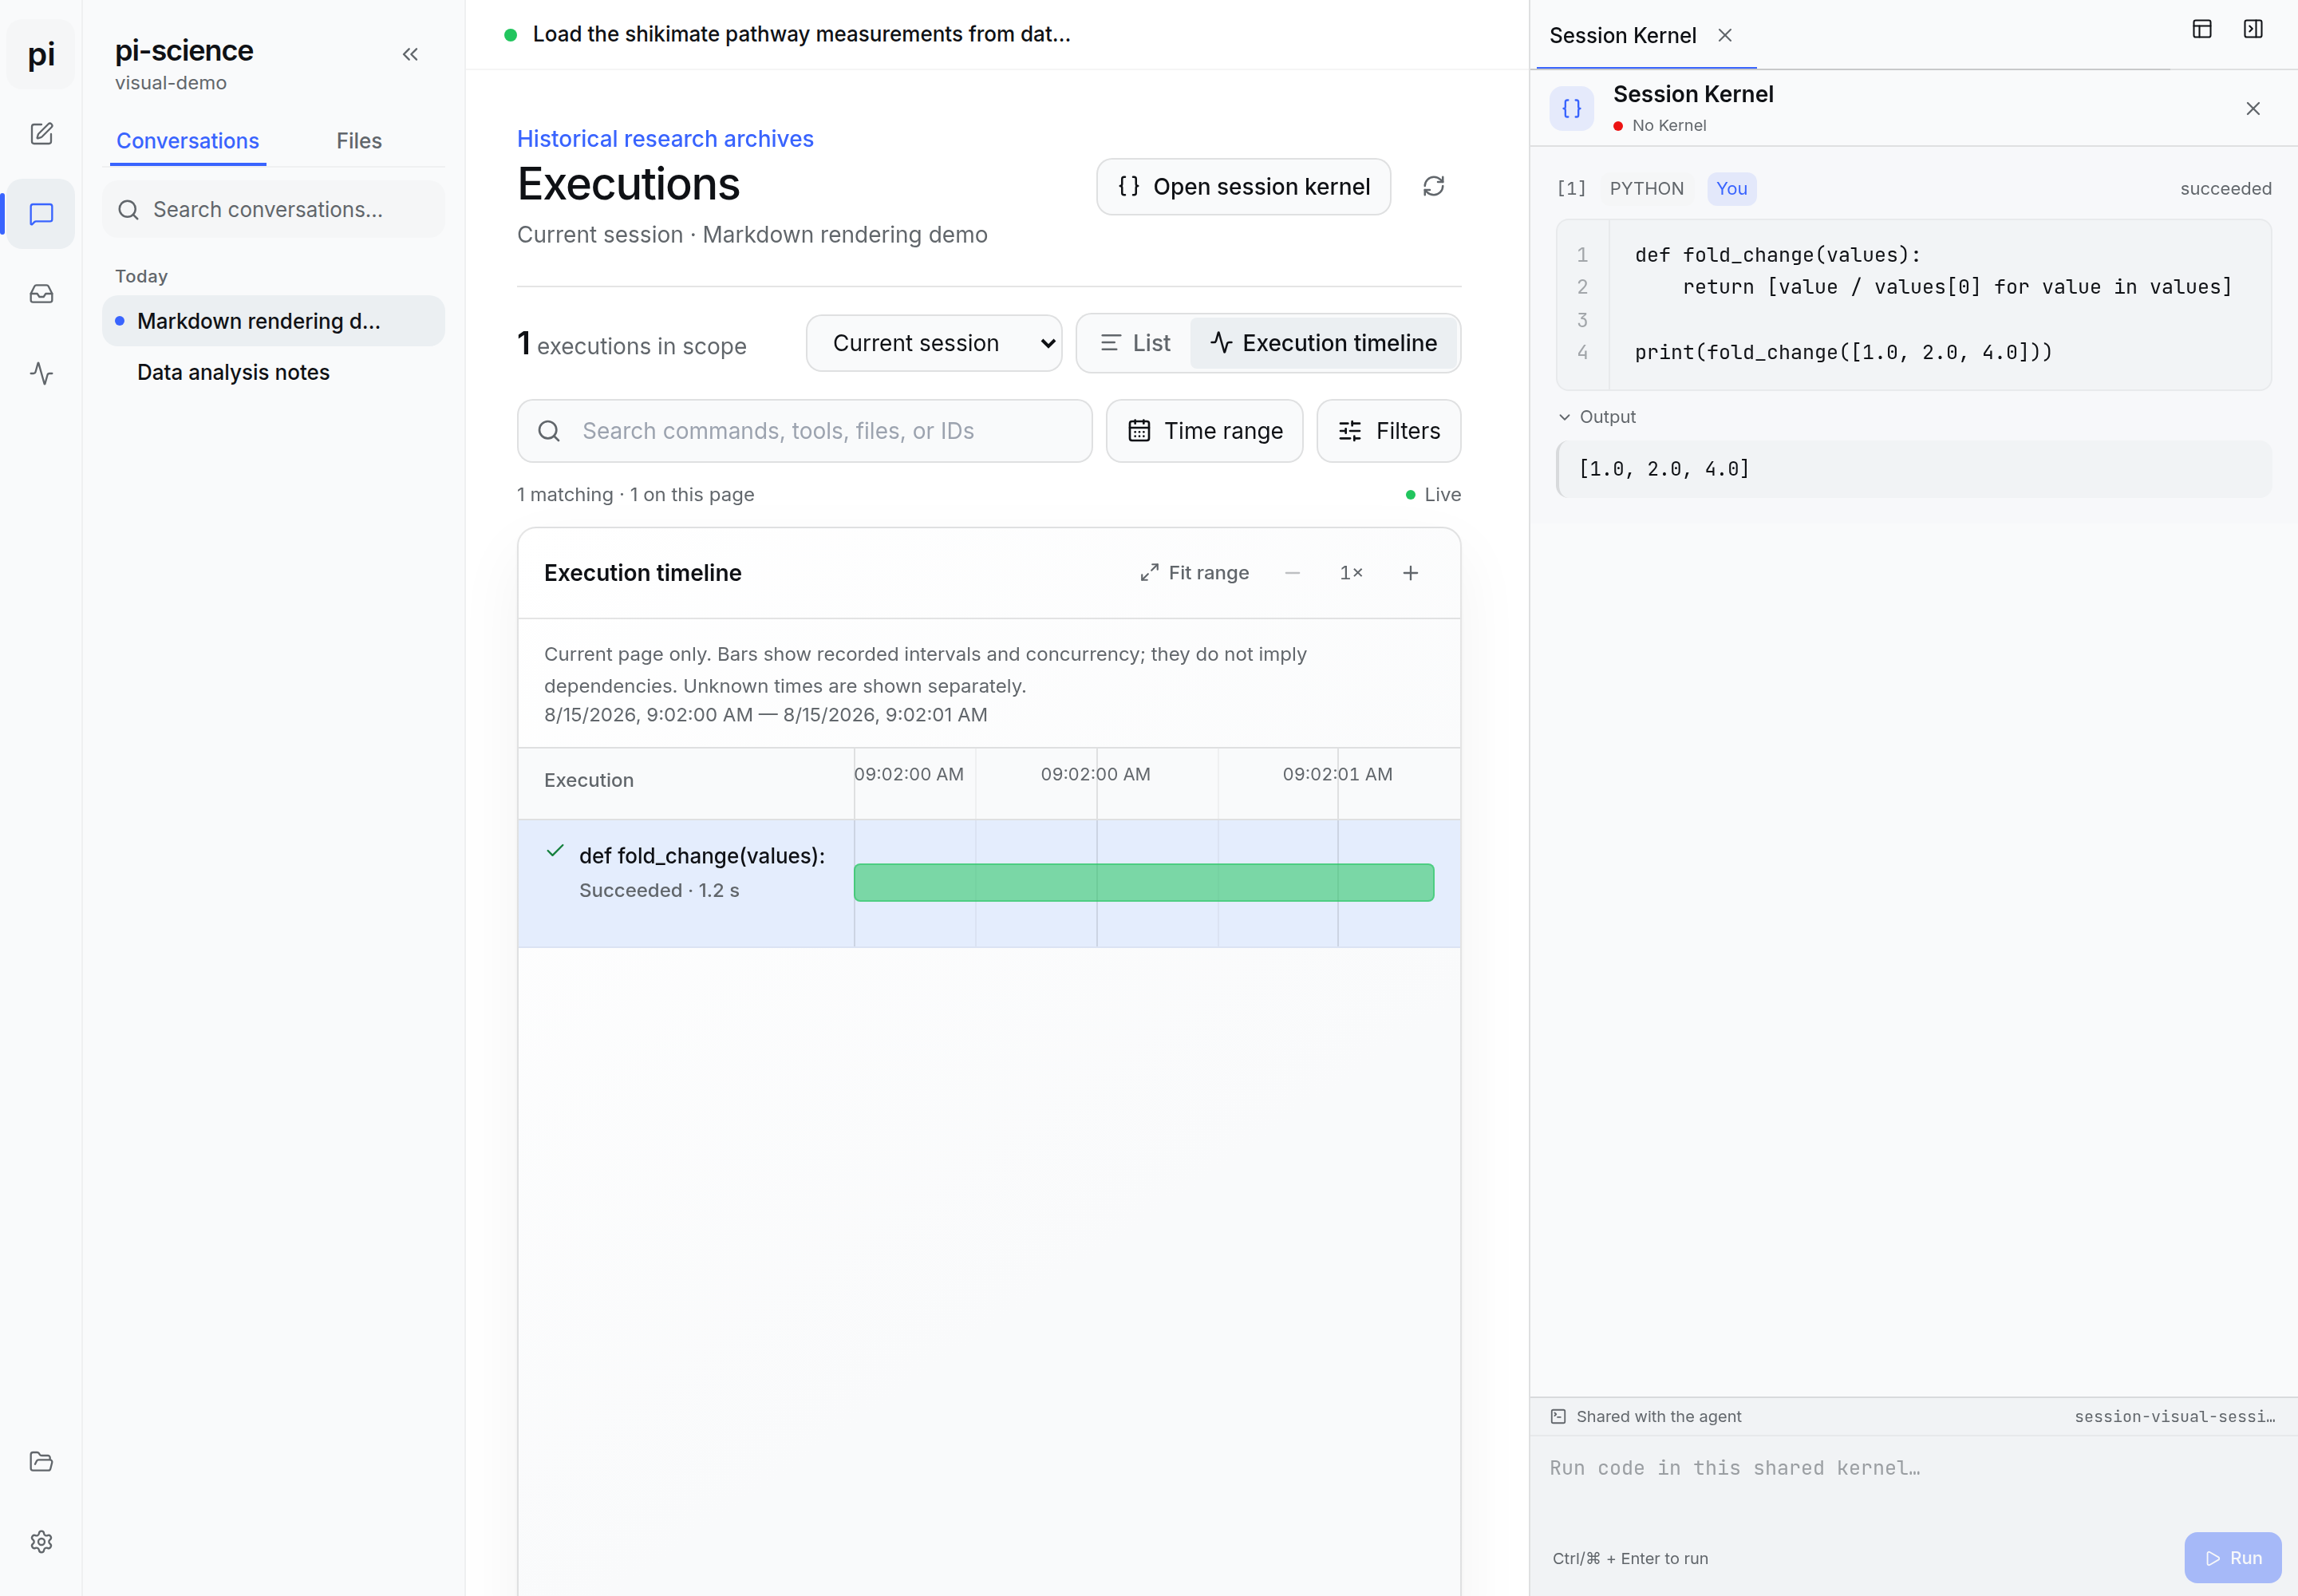 pi
pi-science
visual-demo
Conversations
Files
Search conversations...
Today
Markdown rendering d...
Data analysis notes
Load the shikimate pathway measurements from dat...
Historical research archives
Executions
Current session · Markdown rendering demo
{} Open session kernel
1 executions in scope
Current session
List
Execution timeline
Search commands, tools, files, or IDs
Time range
Filters
1 matching · 1 on this page
Live
Execution timeline
Fit range
1×
Current page only. Bars show recorded intervals and concurrency; they do not imply
dependencies. Unknown times are shown separately.
8/15/2026, 9:02:00 AM — 8/15/2026, 9:02:01 AM
Execution
09:02:00 AM
09:02:00 AM
09:02:01 AM
def fold_change(values):
Succeeded · 1.2 s
Session Kernel
{} Session Kernel
No Kernel
[1] PYTHON You succeeded
1 def fold_change(values):
2     return [value / values[0] for value in values]
3
4 print(fold_change([1.0, 2.0, 4.0]))
Output
[1.0, 2.0, 4.0]
Shared with the agent
session-visual-sessi…
Run code in this shared kernel…
Ctrl/⌘ + Enter to run
Run